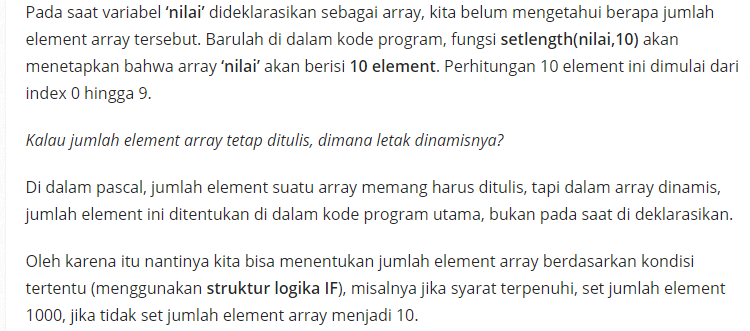 Pada saat variabel ‘nilai’ dideklarasikan sebagai array, kita belum mengetahui berapa jumlah
element array tersebut. Barulah di dalam kode program, fungsi setlength(nilai,10) akan
menetapkan bahwa array ‘nilai’ akan berisi 10 element. Perhitungan 10 element ini dimulai dari
index 0 hingga 9.
Kalau jumlah element array tetap ditulis, dimana letak dinamisnya?
Di dalam pascal, jumlah element suatu array memang harus ditulis, tapi dalam array dinamis,
jumlah element ini ditentukan di dalam kode program utama, bukan pada saat di deklarasikan.
Oleh karena itu nantinya kita bisa menentukan jumlah element array berdasarkan kondisi
tertentu (menggunakan struktur logika IF), misalnya jika syarat terpenuhi, set jumlah element
1000, jika tidak set jumlah element array menjadi 10.